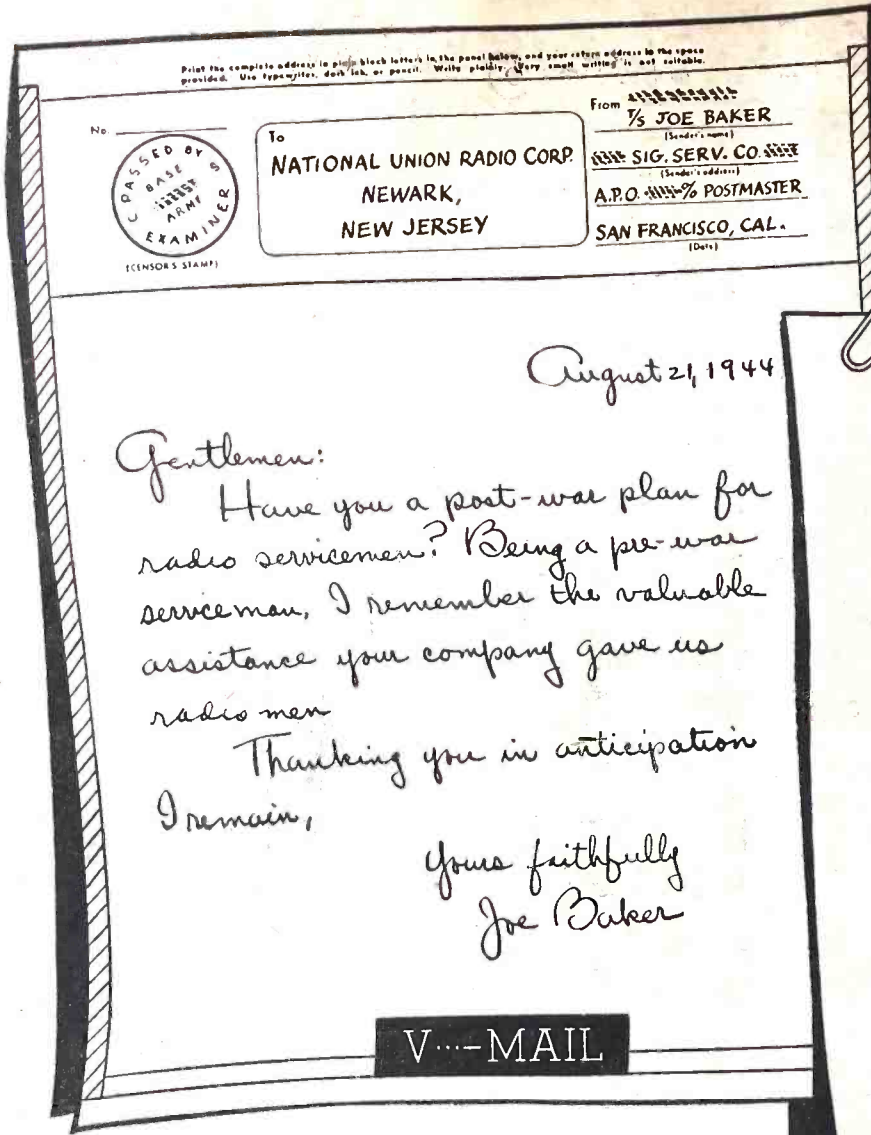 Print the complete address in plain block letters in the panel below, and your return address in the space
provided. Use typewriter, dark ink, or pencil. Write plainly. Very small writing is not suitable.
No.
PASSED BY
BASE
ARMY
EXAMINER
(CENSOR'S STAMP)
To
NATIONAL UNION RADIO CORP.
NEWARK,
NEW JERSEY
From
T/5 JOE BAKER
(Sender's name)
SIG. SERV. CO.
(Sender's address)
A.P.O. % POSTMASTER
SAN FRANCISCO, CAL.
(Date)
August 21, 1944
Gentlemen:
Have you a post-war plan for
radio servicemen? Being a pre-war
serviceman, I remember the valuable
assistance your company gave us
radio men
Thanking you in anticipation
I remain,
Yours faithfully
Joe Baker
V···–MAIL